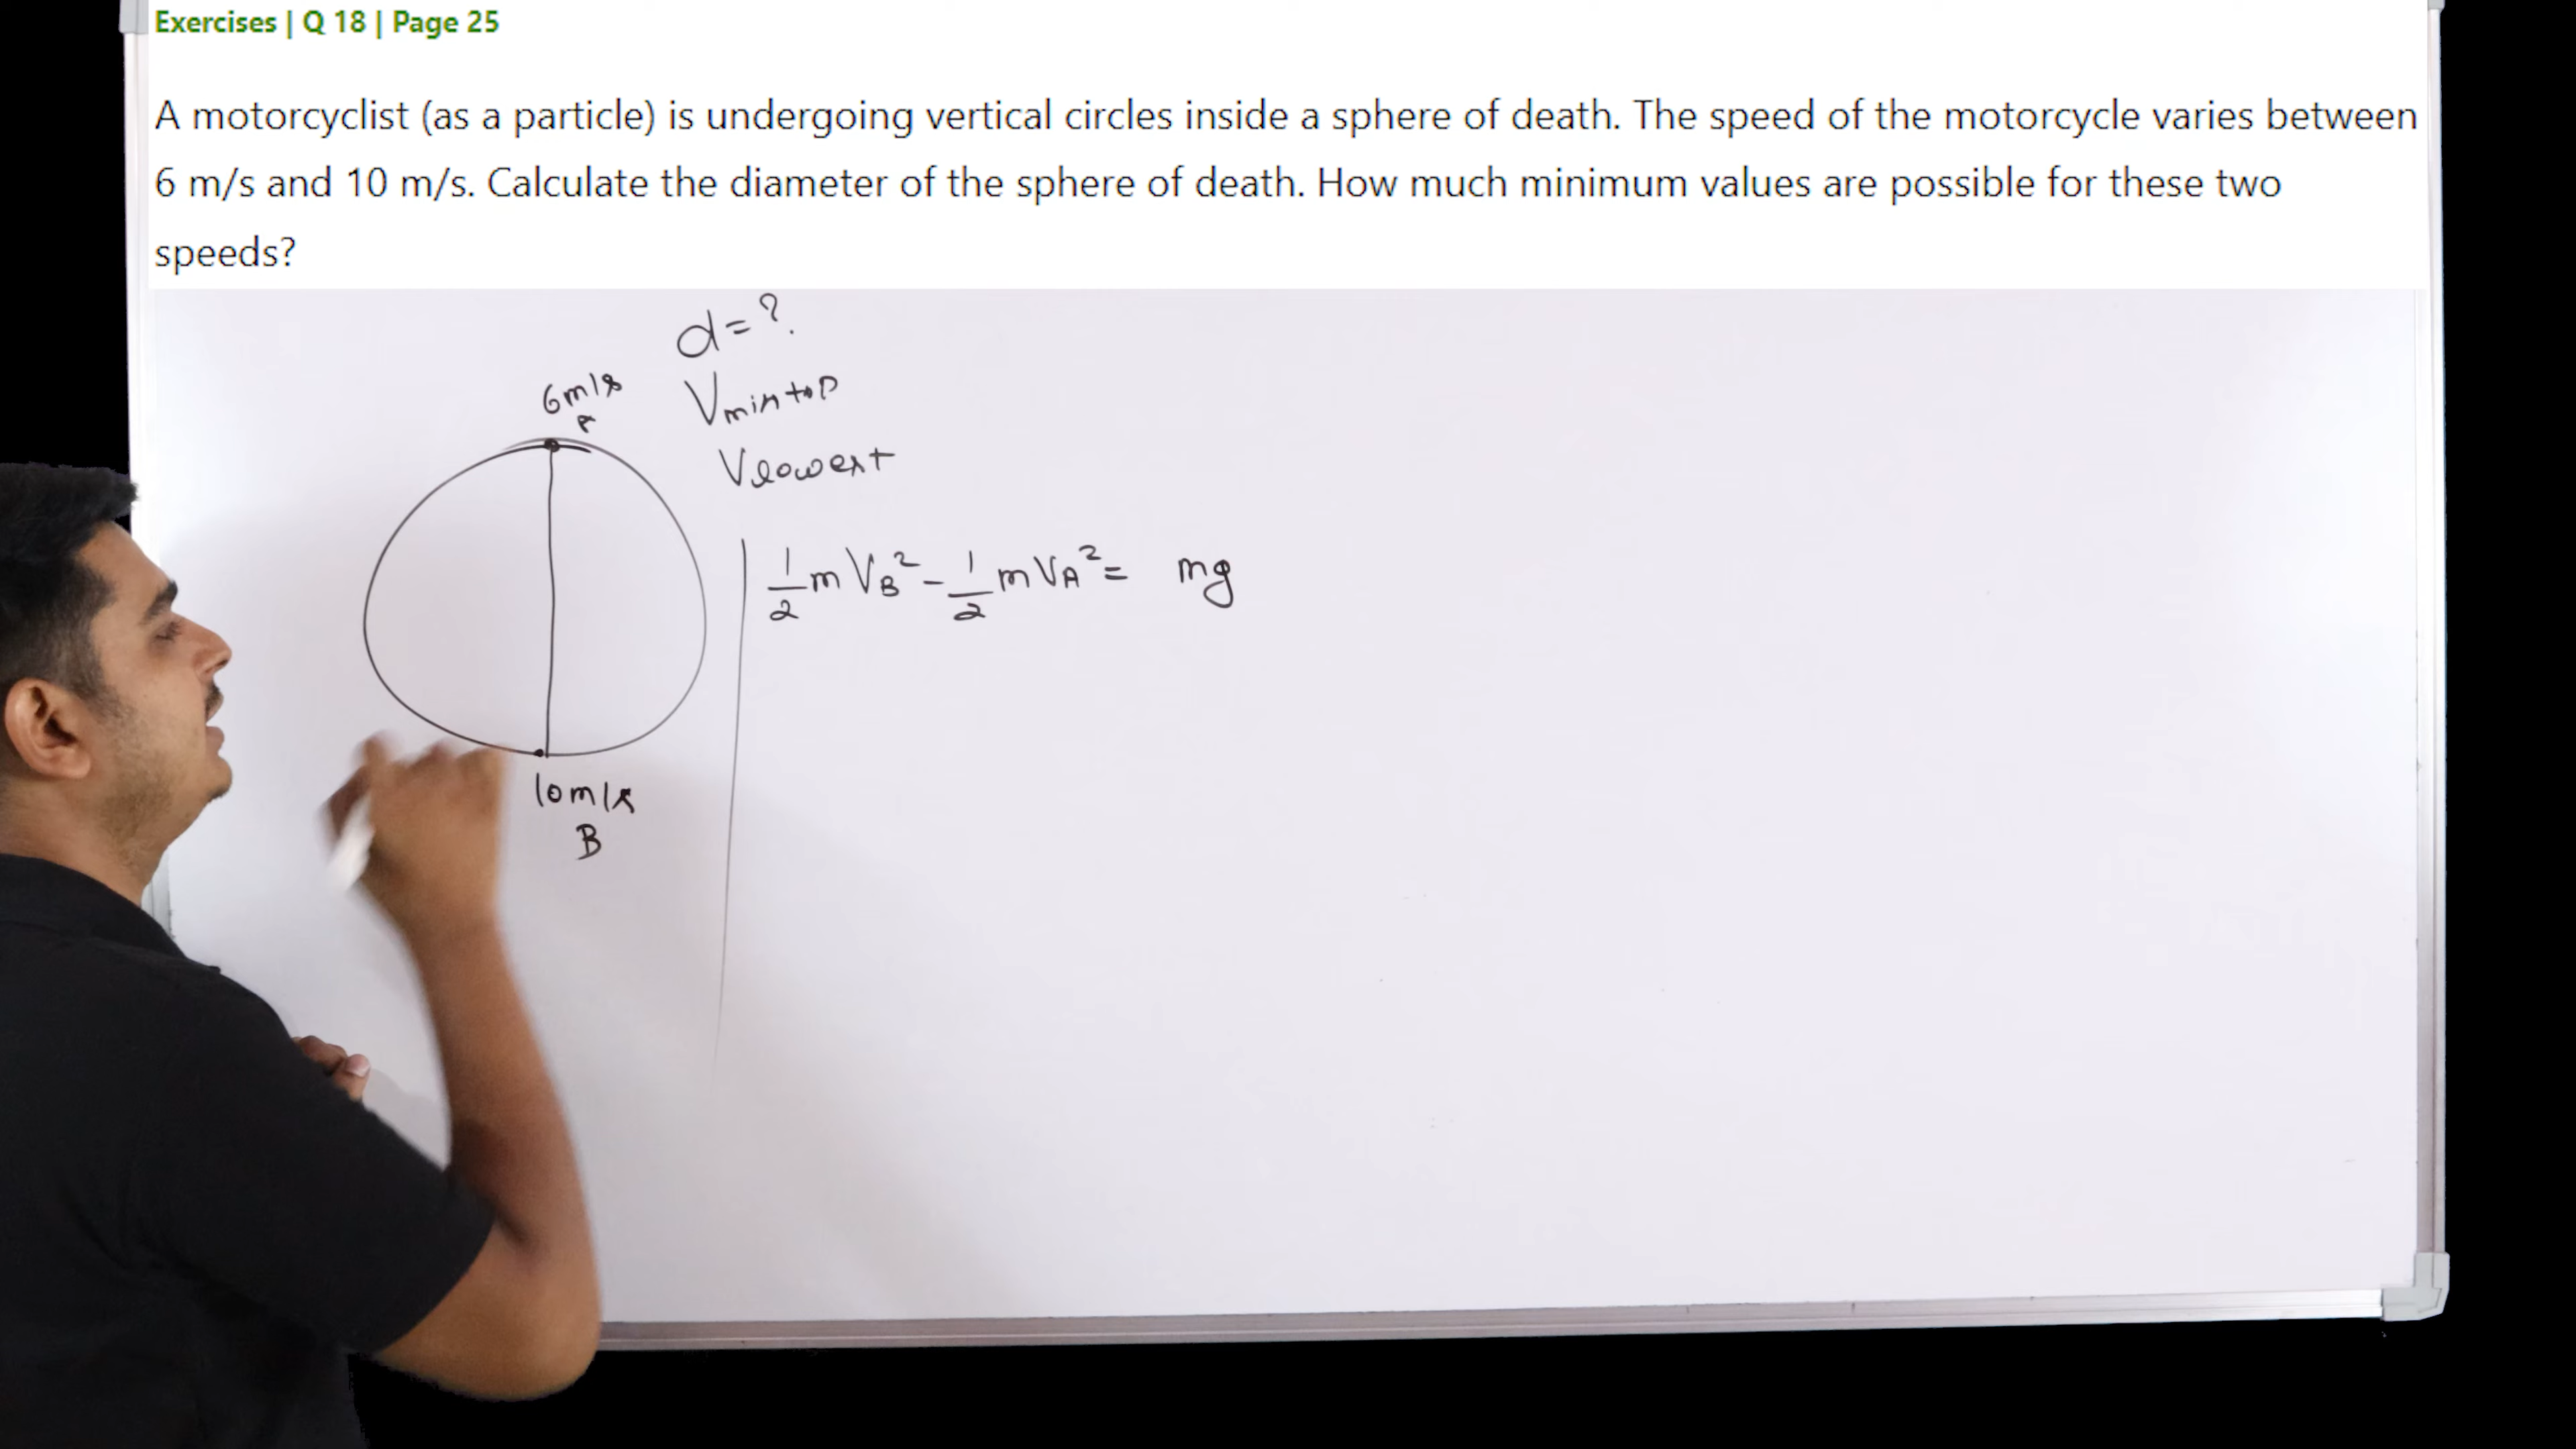 Exercises | Q 18 | Page 25
A motorcyclist (as a particle) is undergoing vertical circles inside a sphere of death. The speed of the motorcycle varies between
6 m/s and 10 m/s. Calculate the diameter of the sphere of death. How much minimum values are possible for these two
speeds?
d = ?
6m/s
A
Vmin top
Vlowest
1/2 m VB² - 1/2 m VA² = mg
10m/s
B